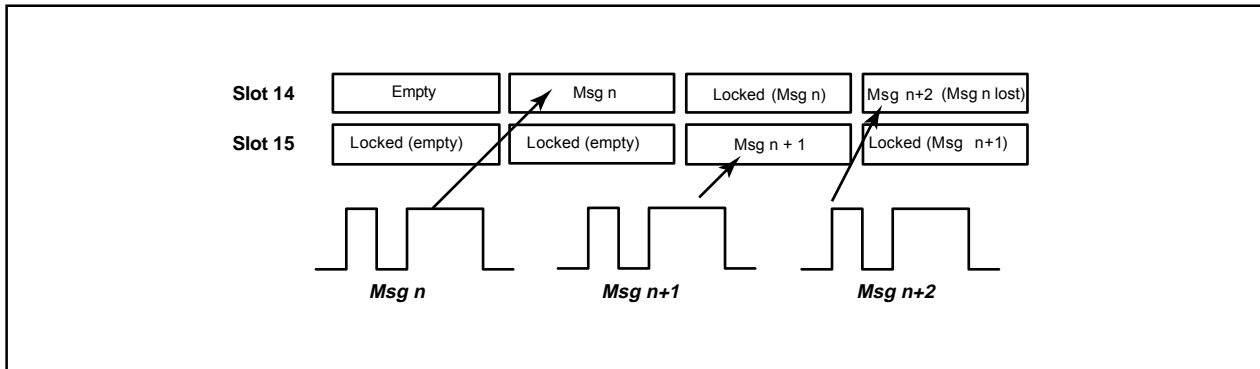 Slot 14 Empty Msg n Locked (Msg n) Msg n+2 (Msg n lost)
Slot 15 Locked (empty) Locked (empty) Msg n + 1 Locked (Msg n+1)
Msg n Msg n+1 Msg n+2